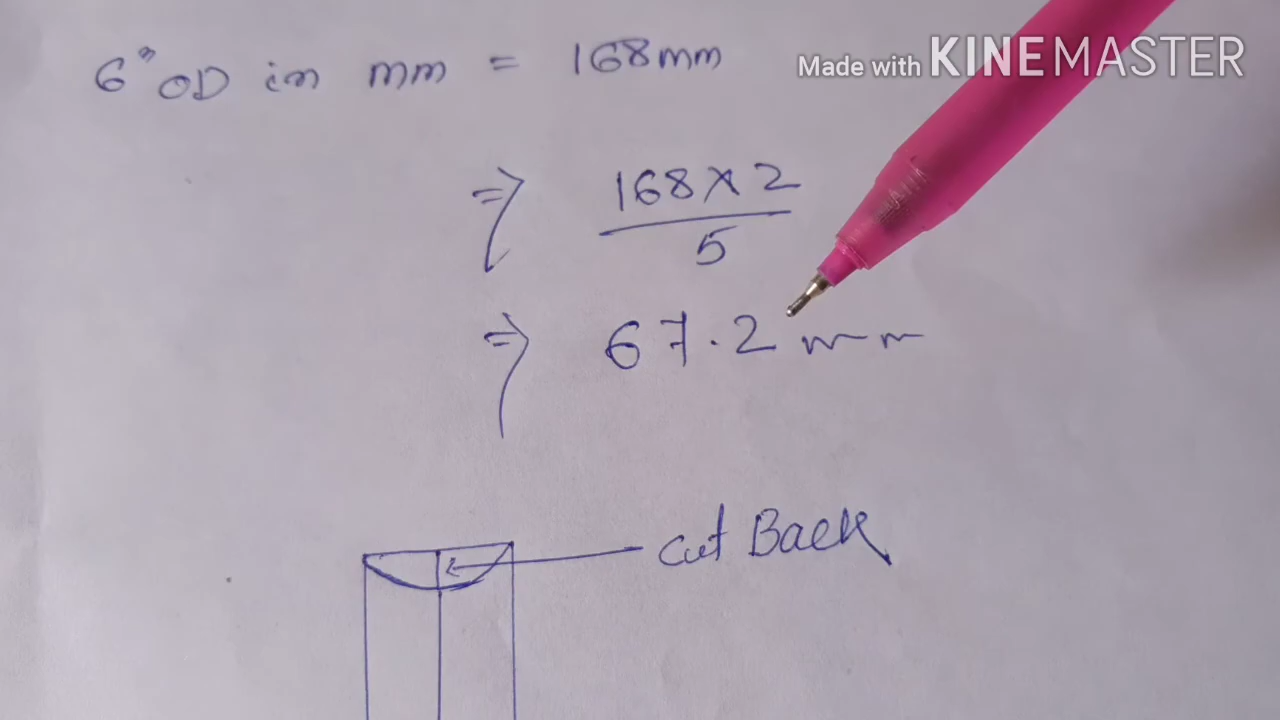 Made with KINEMASTER
6" OD in mm = 168mm
⇒ 168 x 2
5
⇒ 67.2 mm
cut Back